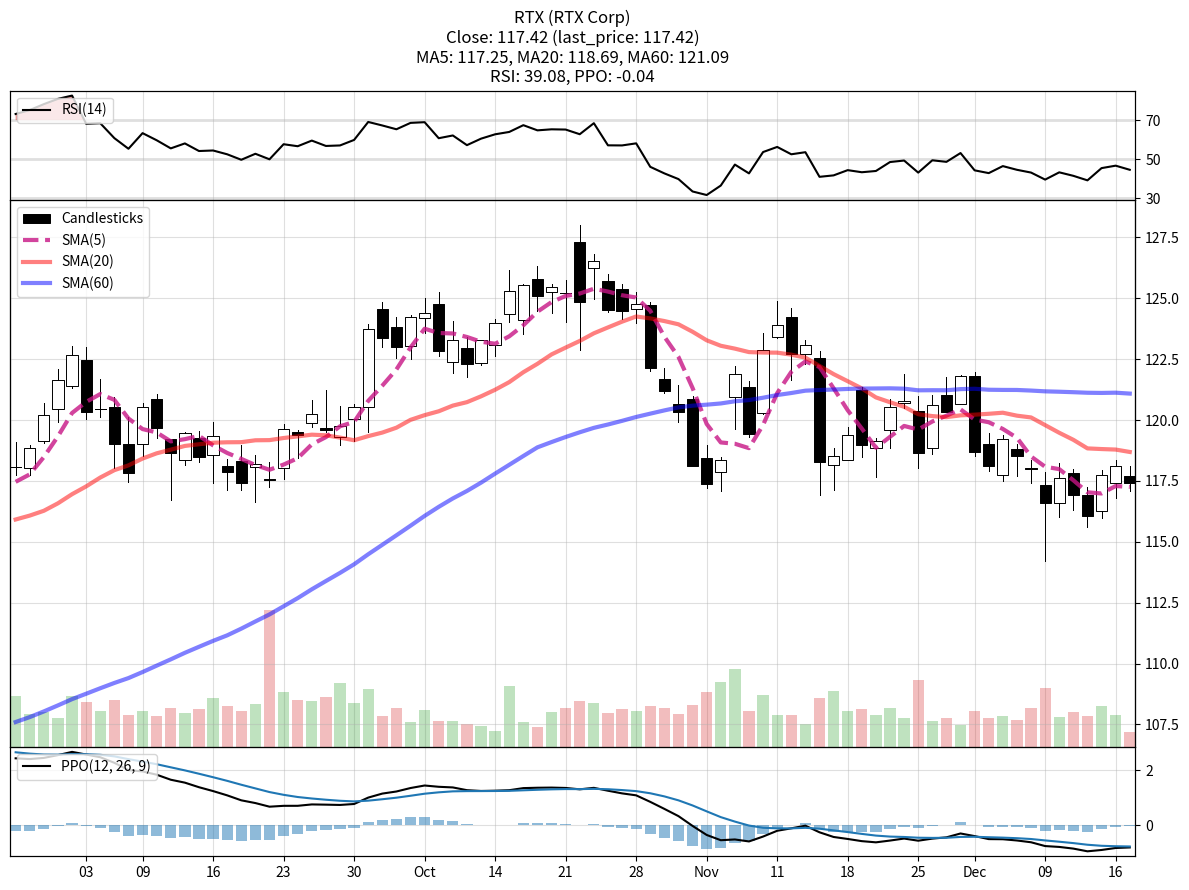 RTX (RTX Corp)
Close: 117.42 (last_price: 117.42)
MA5: 117.25, MA20: 118.69, MA60: 121.09
RSI: 39.08, PPO: -0.04
RSI(14)
70
50
30
Candlesticks
SMA(5)
SMA(20)
SMA(60)
127.5
125.0
122.5
120.0
117.5
115.0
112.5
110.0
107.5
PPO(12, 26, 9)
2
0
03 09 16 23 30 Oct 14 21 28 Nov 11 18 25 Dec 09 16